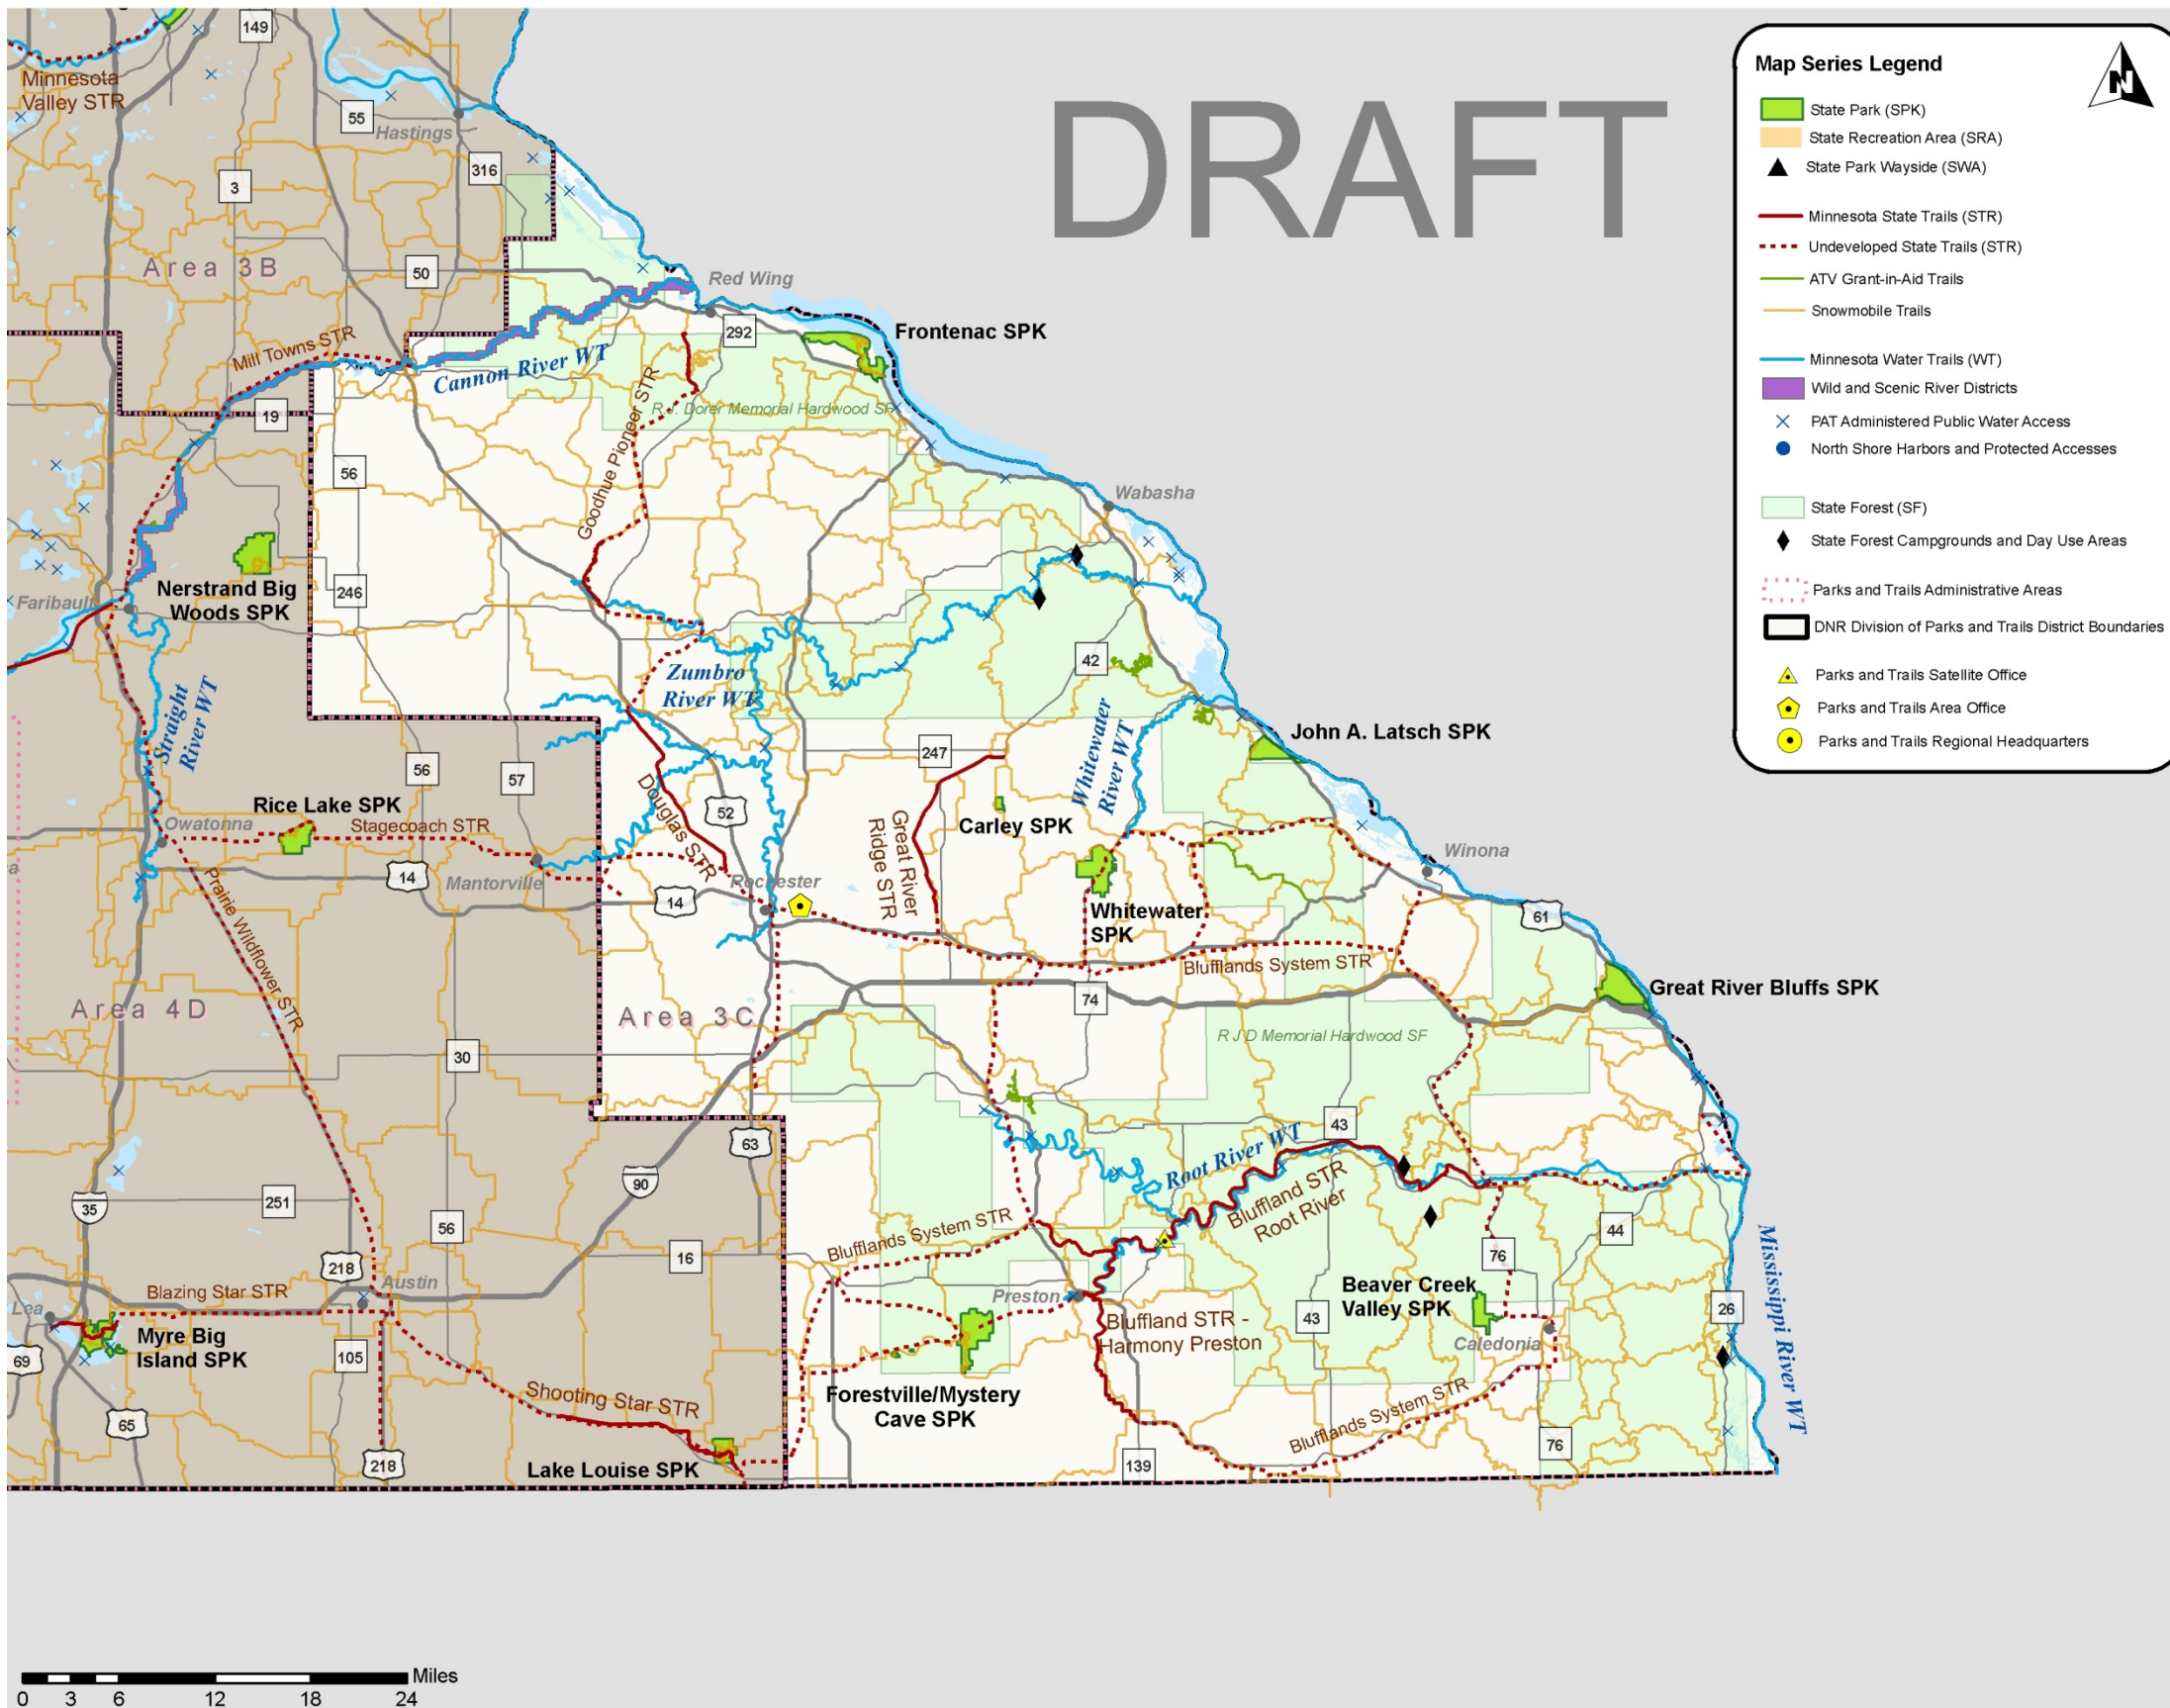 DRAFT
Map Series Legend
N
State Park (SPK)
State Recreation Area (SRA)
State Park Wayside (SWA)
Minnesota State Trails (STR)
Undeveloped State Trails (STR)
ATV Grant-in-Aid Trails
Snowmobile Trails
Minnesota Water Trails (WT)
Wild and Scenic River Districts
PAT Administered Public Water Access
North Shore Harbors and Protected Accesses
State Forest (SF)
State Forest Campgrounds and Day Use Areas
Parks and Trails Administrative Areas
DNR Division of Parks and Trails District Boundaries
Parks and Trails Satellite Office
Parks and Trails Area Office
Parks and Trails Regional Headquarters
149
Minnesota
Valley STR
55
Hastings
316
3
Area 3B
50
Red Wing
292
Frontenac SPK
Mill Towns STR
Cannon River WT
19
R.J. Dorer Memorial Hardwood SF
Goodhue Pioneer STR
56
Wabasha
246
Nerstrand Big
Woods SPK
Faribault
42
Zumbro
River WT
Straight
River WT
Whitewater
River WT
John A. Latsch SPK
247
56
57
52
Rice Lake SPK
Stagecoach STR
Owatonna
Douglas STR
Great River
Ridge STR
Carley SPK
Winona
14
Mantorville
Rochester
14
Whitewater
SPK
61
Prairie Wildflower STR
Blufflands System STR
Great River Bluffs SPK
74
Area 4D
Area 3C
R J D Memorial Hardwood SF
30
43
63
Root River WT
90
35
251
56
Bluffland STR
Root River
Blufflands System STR
44
76
16
218
Austin
Blazing Star STR
Lea
Beaver Creek
Valley SPK
Preston
26
Mississippi River WT
43
Bluffland STR -
Harmony Preston
Caledonia
Myre Big
Island SPK
69
105
Forestville/Mystery
Cave SPK
Shooting Star STR
Blufflands System STR
65
76
218
Lake Louise SPK
139
Miles
0 3 6 12 18 24